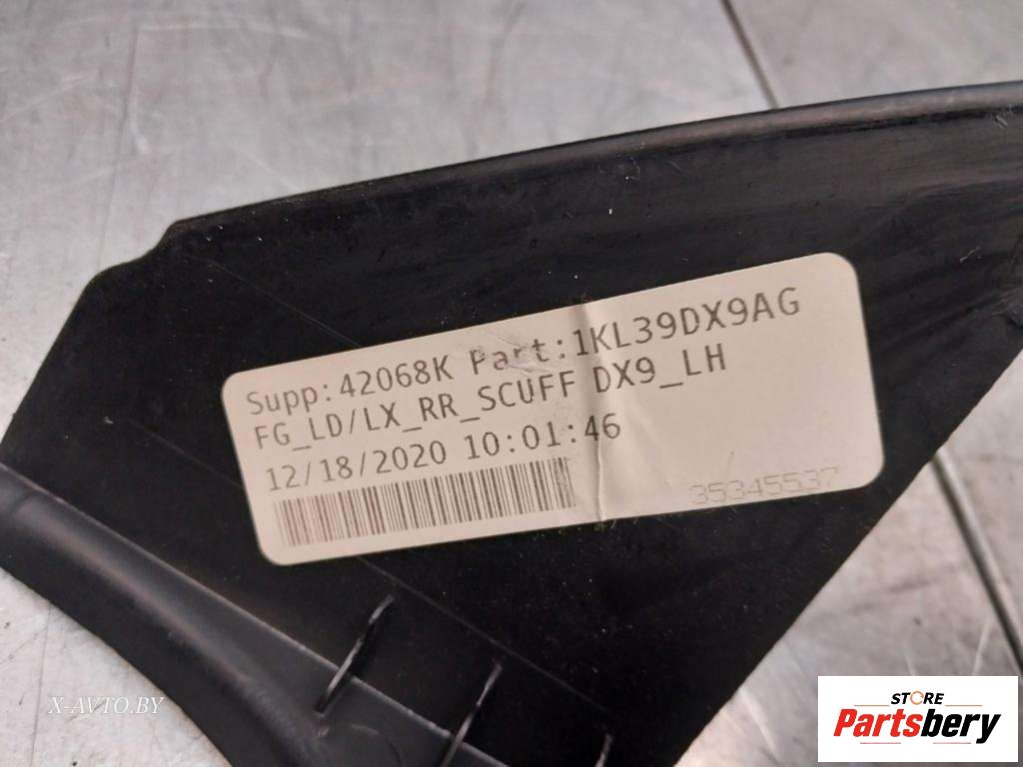 Supp:42068K Part:1KL39DX9AG
FG_LD/LX_RR_SCUFF DX9_LH
12/18/2020 10:01:46
35345537
X-AVTO.BY
STORE
Partsbery